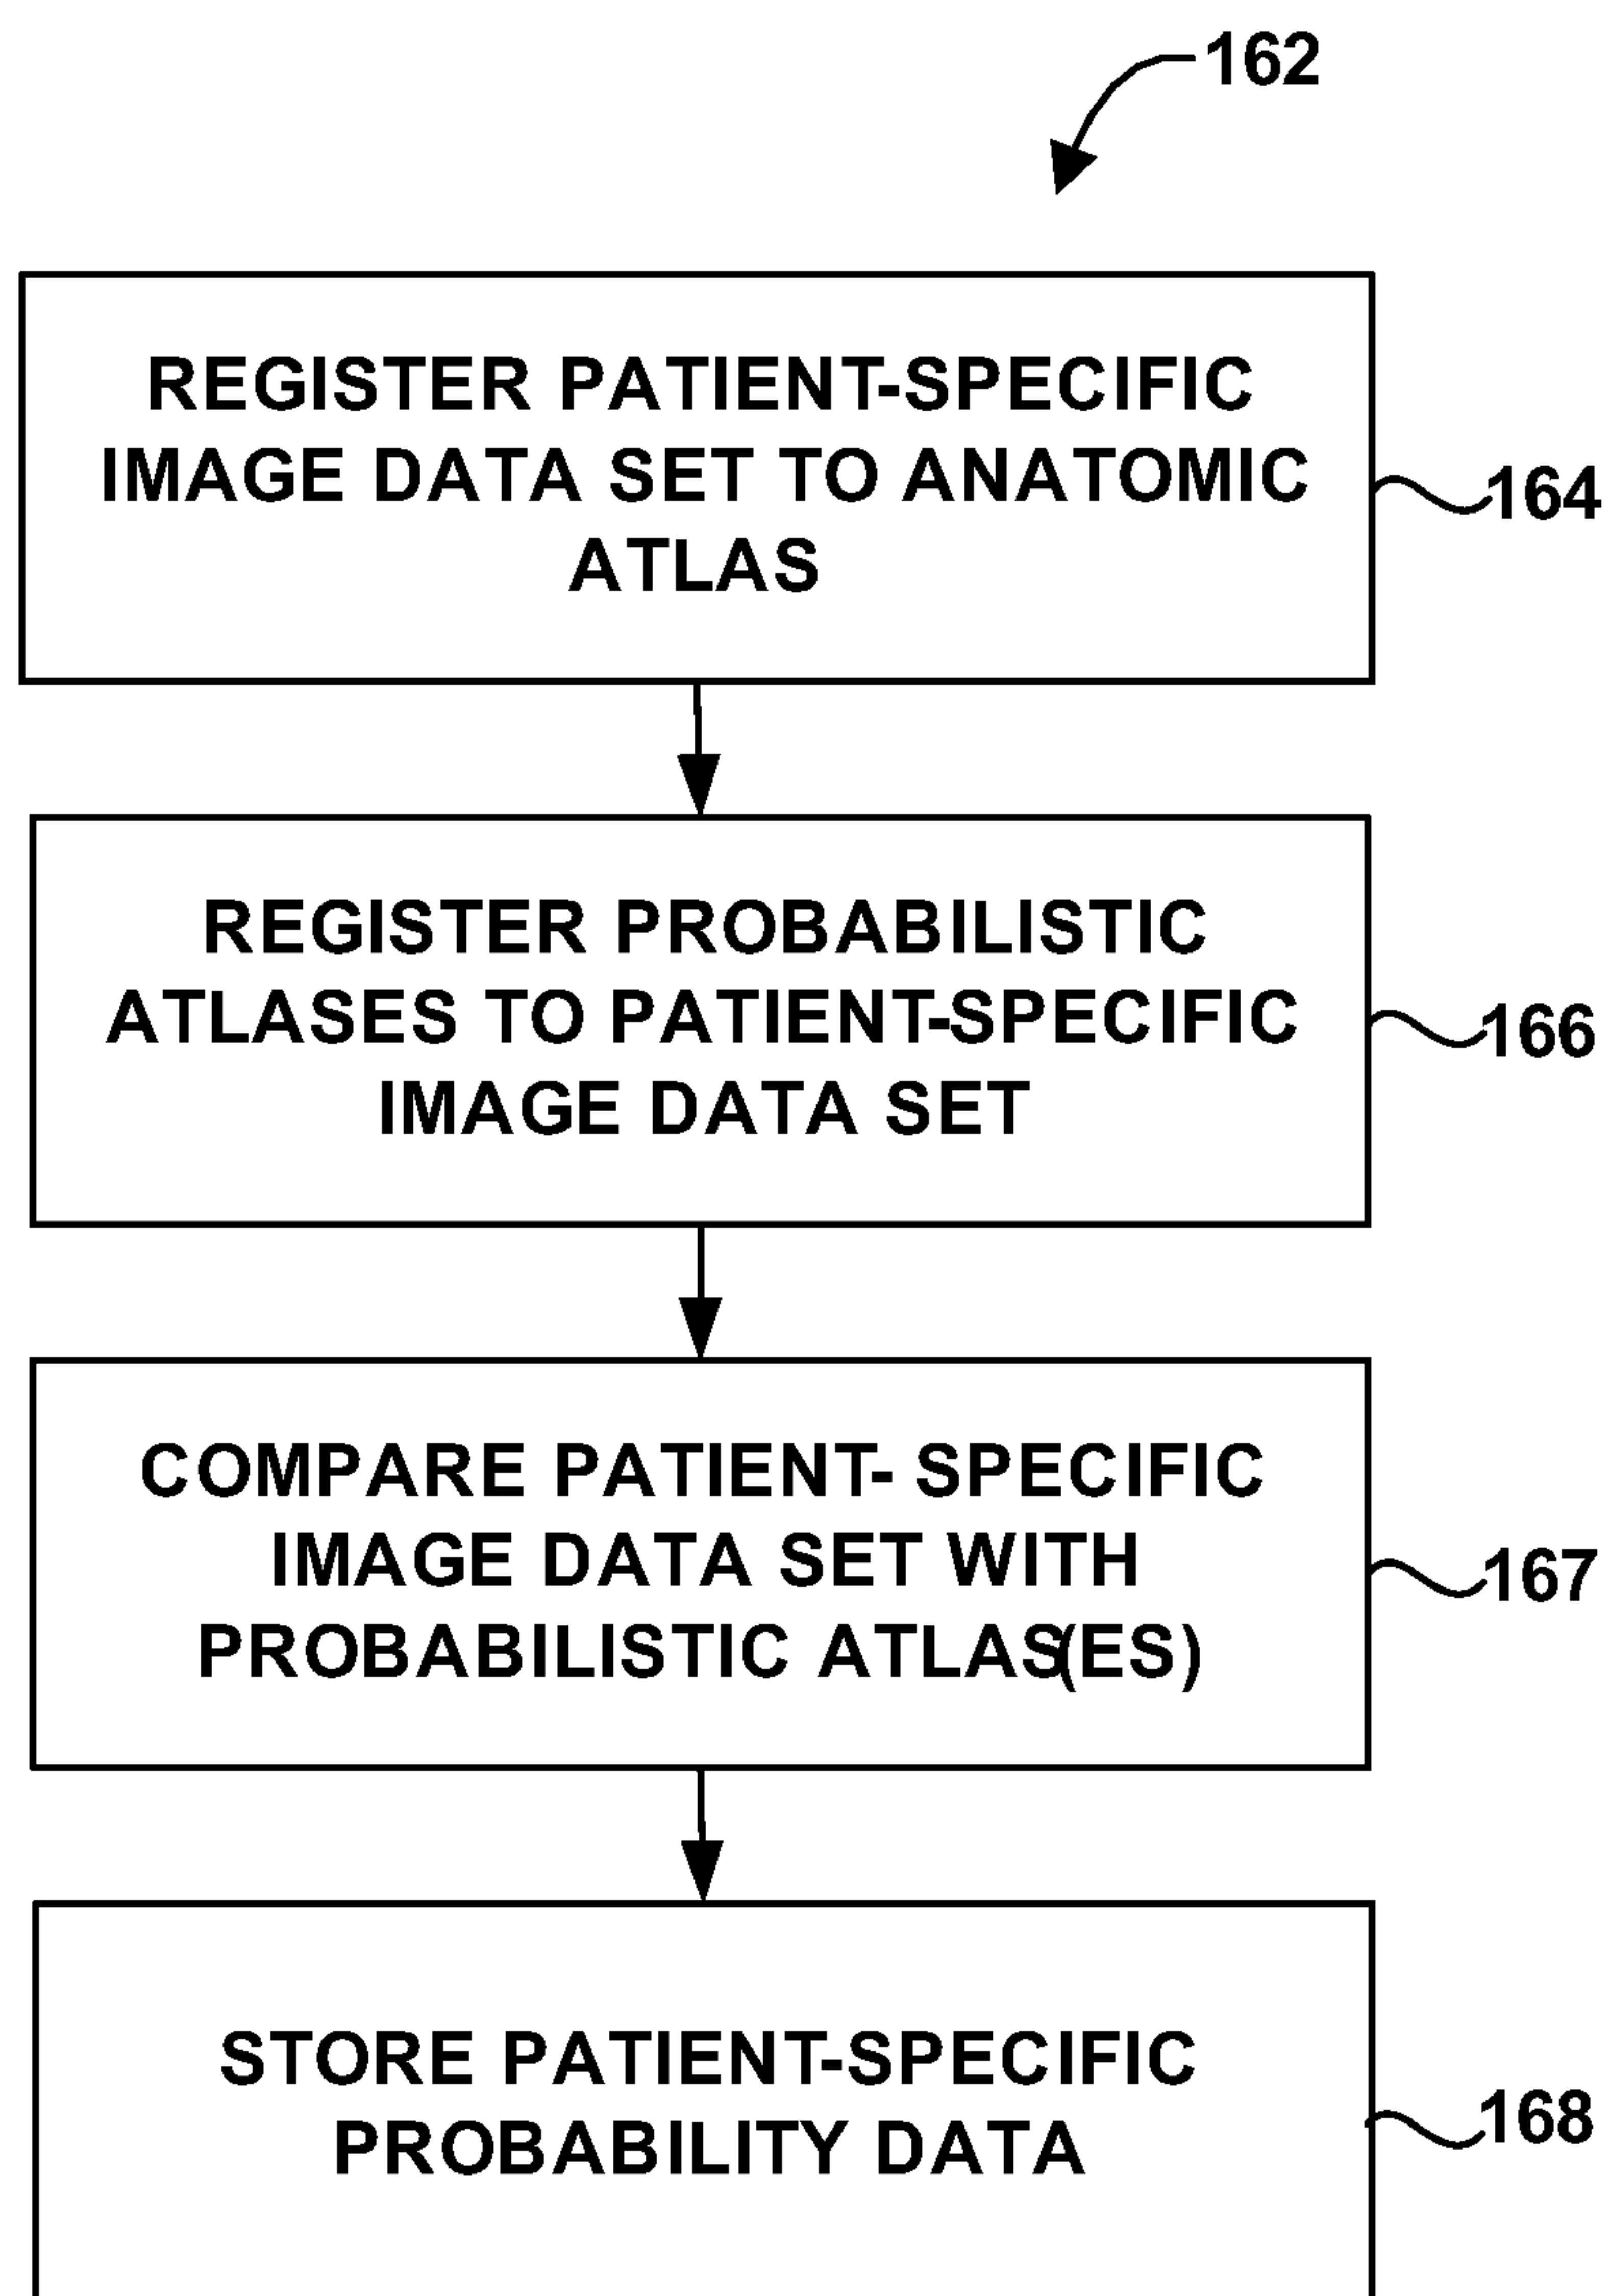 162
REGISTER PATIENT-SPECIFIC
IMAGE DATA SET TO ANATOMIC
ATLAS
164
REGISTER PROBABILISTIC
ATLASES TO PATIENT-SPECIFIC
IMAGE DATA SET
166
COMPARE PATIENT- SPECIFIC
IMAGE DATA SET WITH
PROBABILISTIC ATLAS(ES)
167
STORE PATIENT-SPECIFIC
PROBABILITY DATA
168